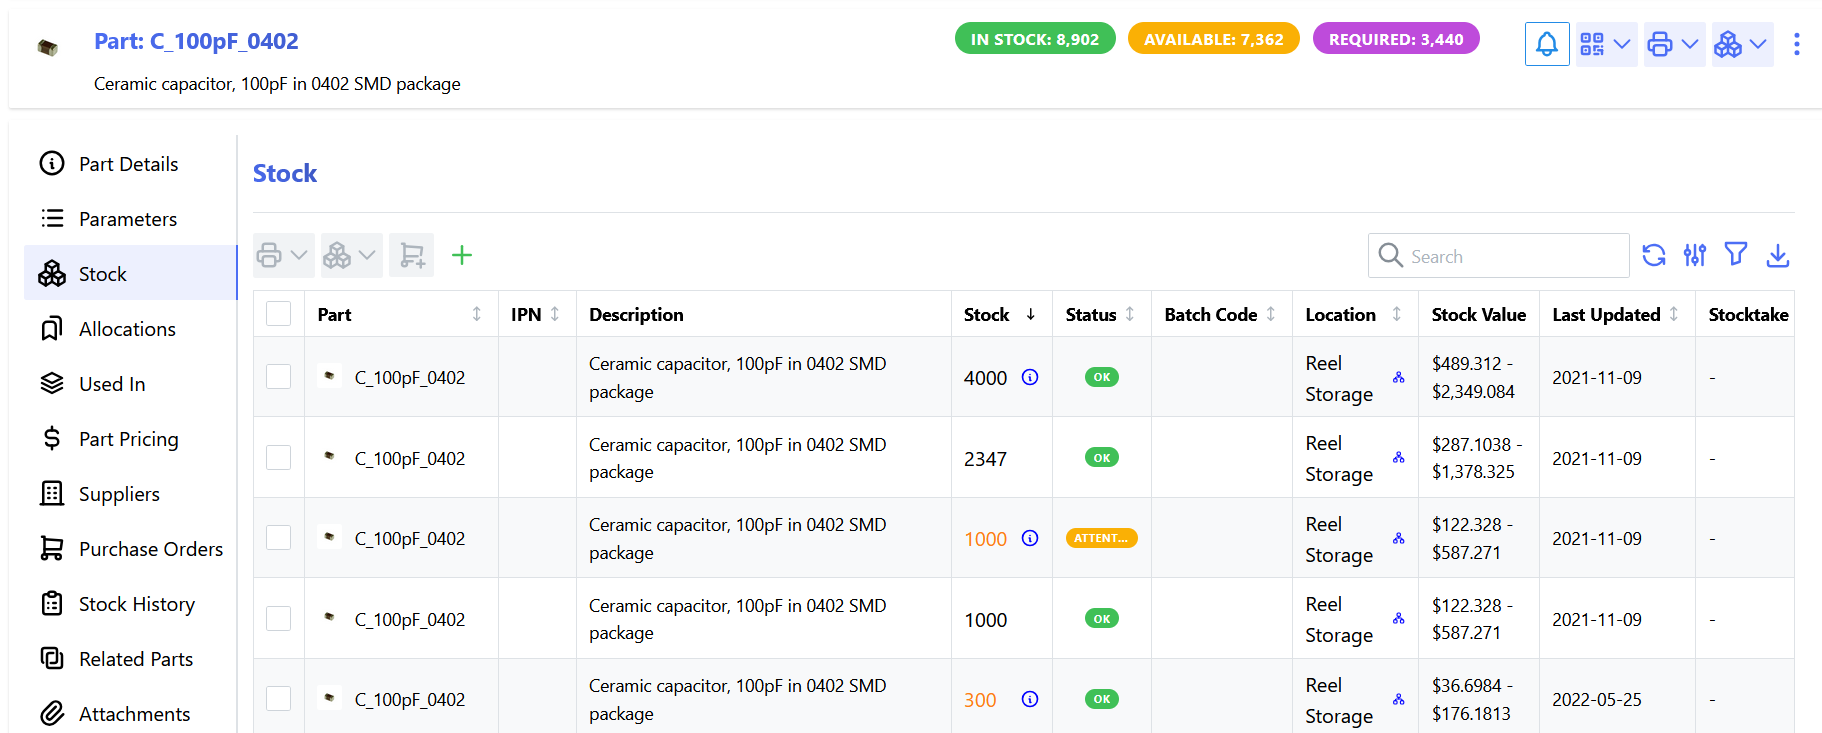 Part: C_100pF_0402
IN STOCK: 8,902
AVAILABLE: 7,362
REQUIRED: 3,440
Ceramic capacitor, 100pF in 0402 SMD package
Part Details
Parameters
Stock
Allocations
Used In
Part Pricing
Suppliers
Purchase Orders
Stock History
Related Parts
Attachments
Stock
Search
Part IPN Description Stock Status Batch Code Location Stock Value Last Updated Stocktake
C_100pF_0402
Ceramic capacitor, 100pF in 0402 SMD
package
4000
OK
Reel
Storage
$489.312 -
$2,349.084
2021-11-09
-
C_100pF_0402
Ceramic capacitor, 100pF in 0402 SMD
package
2347
OK
Reel
Storage
$287.1038 -
$1,378.325
2021-11-09
-
C_100pF_0402
Ceramic capacitor, 100pF in 0402 SMD
package
1000
ATTENT...
Reel
Storage
$122.328 -
$587.271
2021-11-09
-
C_100pF_0402
Ceramic capacitor, 100pF in 0402 SMD
package
1000
OK
Reel
Storage
$122.328 -
$587.271
2021-11-09
-
C_100pF_0402
Ceramic capacitor, 100pF in 0402 SMD
package
300
OK
Reel
Storage
$36.6984 -
$176.1813
2022-05-25
-